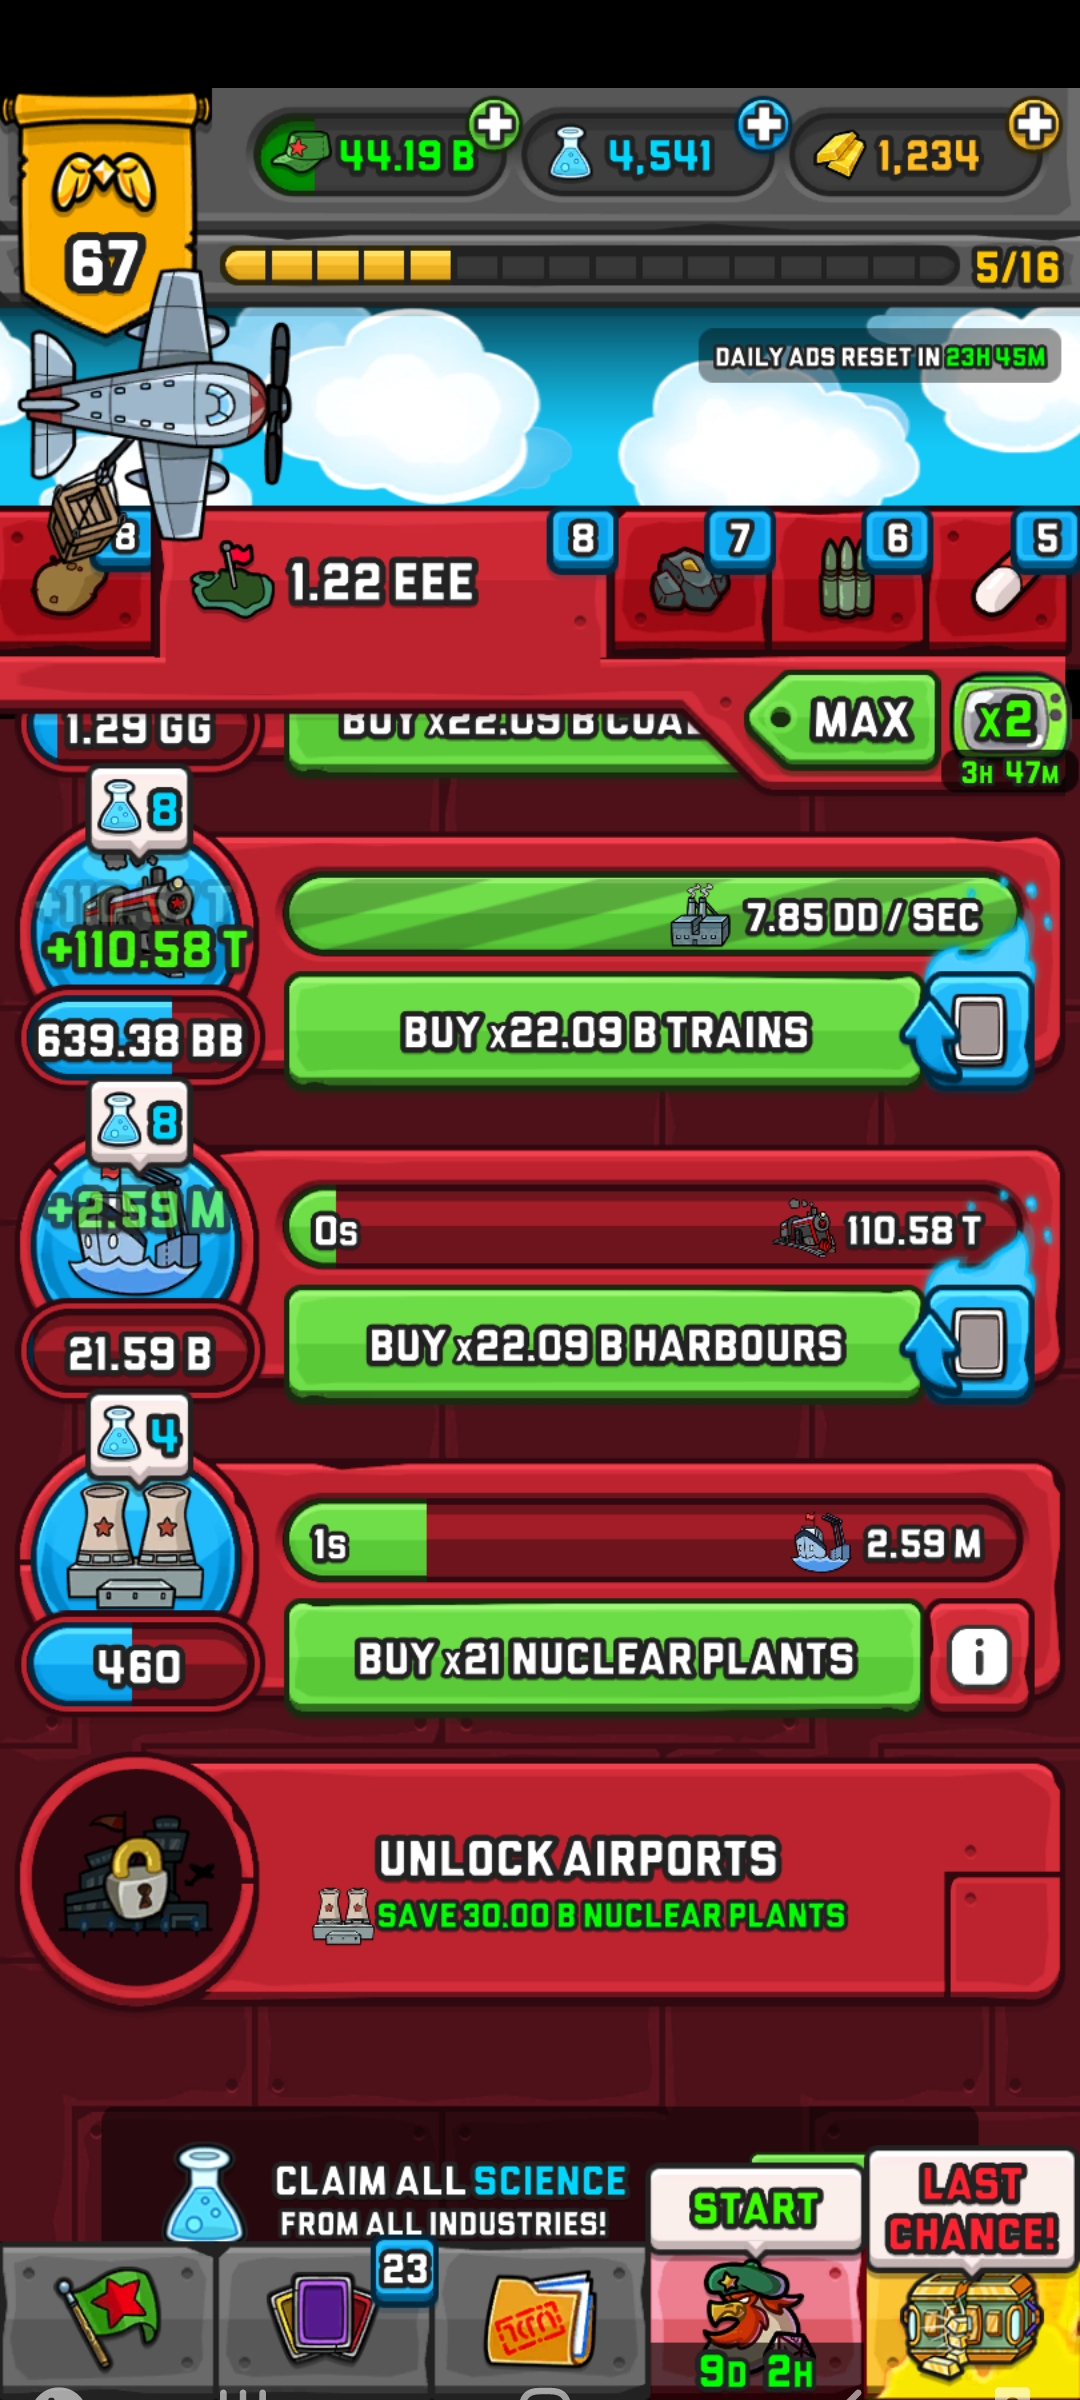 44.19 B
4,541
1,234
67
5/16
DAILY ADS RESET IN 23H 45M
8
1.22 EEE
8
7
6
5
1.29 GG
BUY x22.09 B COAL
MAX
x2
3H 47M
8
+110.58 T
7.85 DD / SEC
639.38 BB
BUY x22.09 B TRAINS
8
+2.59 M
0s
110.58 T
21.59 B
BUY x22.09 B HARBOURS
4
1s
2.59 M
460
BUY x21 NUCLEAR PLANTS
i
UNLOCK AIRPORTS
SAVE 30.00 B NUCLEAR PLANTS
CLAIM ALL SCIENCE
FROM ALL INDUSTRIES!
START
LAST
CHANCE!
23
9D 2H